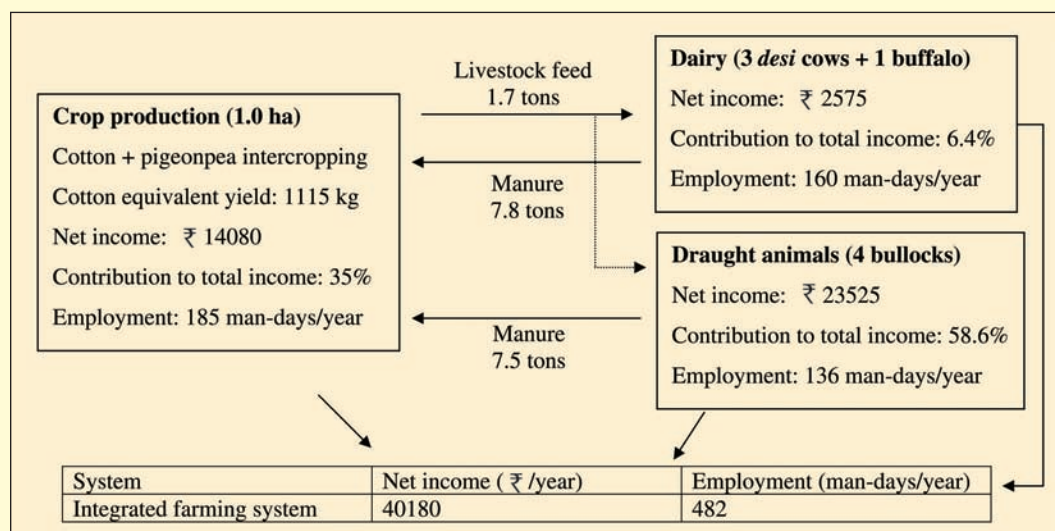 Crop production (1.0 ha)
Cotton + pigeonpea intercropping
Cotton equivalent yield: 1115 kg
Net income: ₹ 14080
Contribution to total income: 35%
Employment: 185 man-days/year
Livestock feed
1.7 tons
Manure
7.8 tons
Manure
7.5 tons
Dairy (3 desi cows + 1 buffalo)
Net income: ₹ 2575
Contribution to total income: 6.4%
Employment: 160 man-days/year
Draught animals (4 bullocks)
Net income: ₹ 23525
Contribution to total income: 58.6%
Employment: 136 man-days/year
System Net income ( ₹ /year) Employment (man-days/year)
Integrated farming system 40180 482